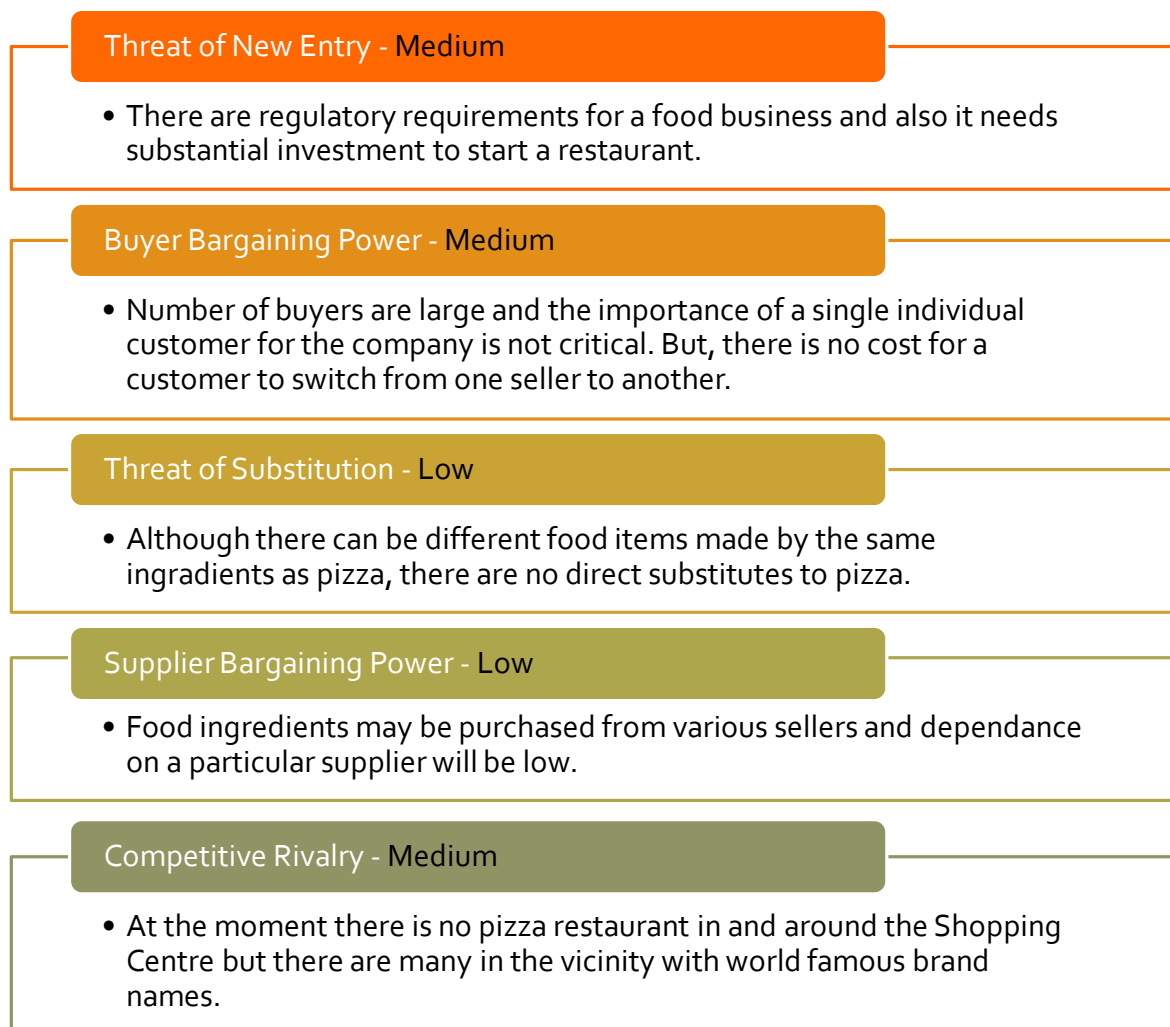 Threat of New Entry - Medium
• There are regulatory requirements for a food business and also it needs
substantial investment to start a restaurant.
Buyer Bargaining Power - Medium
• Number of buyers are large and the importance of a single individual
customer for the company is not critical. But, there is no cost for a
customer to switch from one seller to another.
Threat of Substitution - Low
• Although there can be different food items made by the same
ingredients as pizza, there are no direct substitutes to pizza.
Supplier Bargaining Power - Low
• Food ingredients may be purchased from various sellers and dependance
on a particular supplier will be low.
Competitive Rivalry - Medium
• At the moment there is no pizza restaurant in and around the Shopping
Centre but there are many in the vicinity with world famous brand
names.